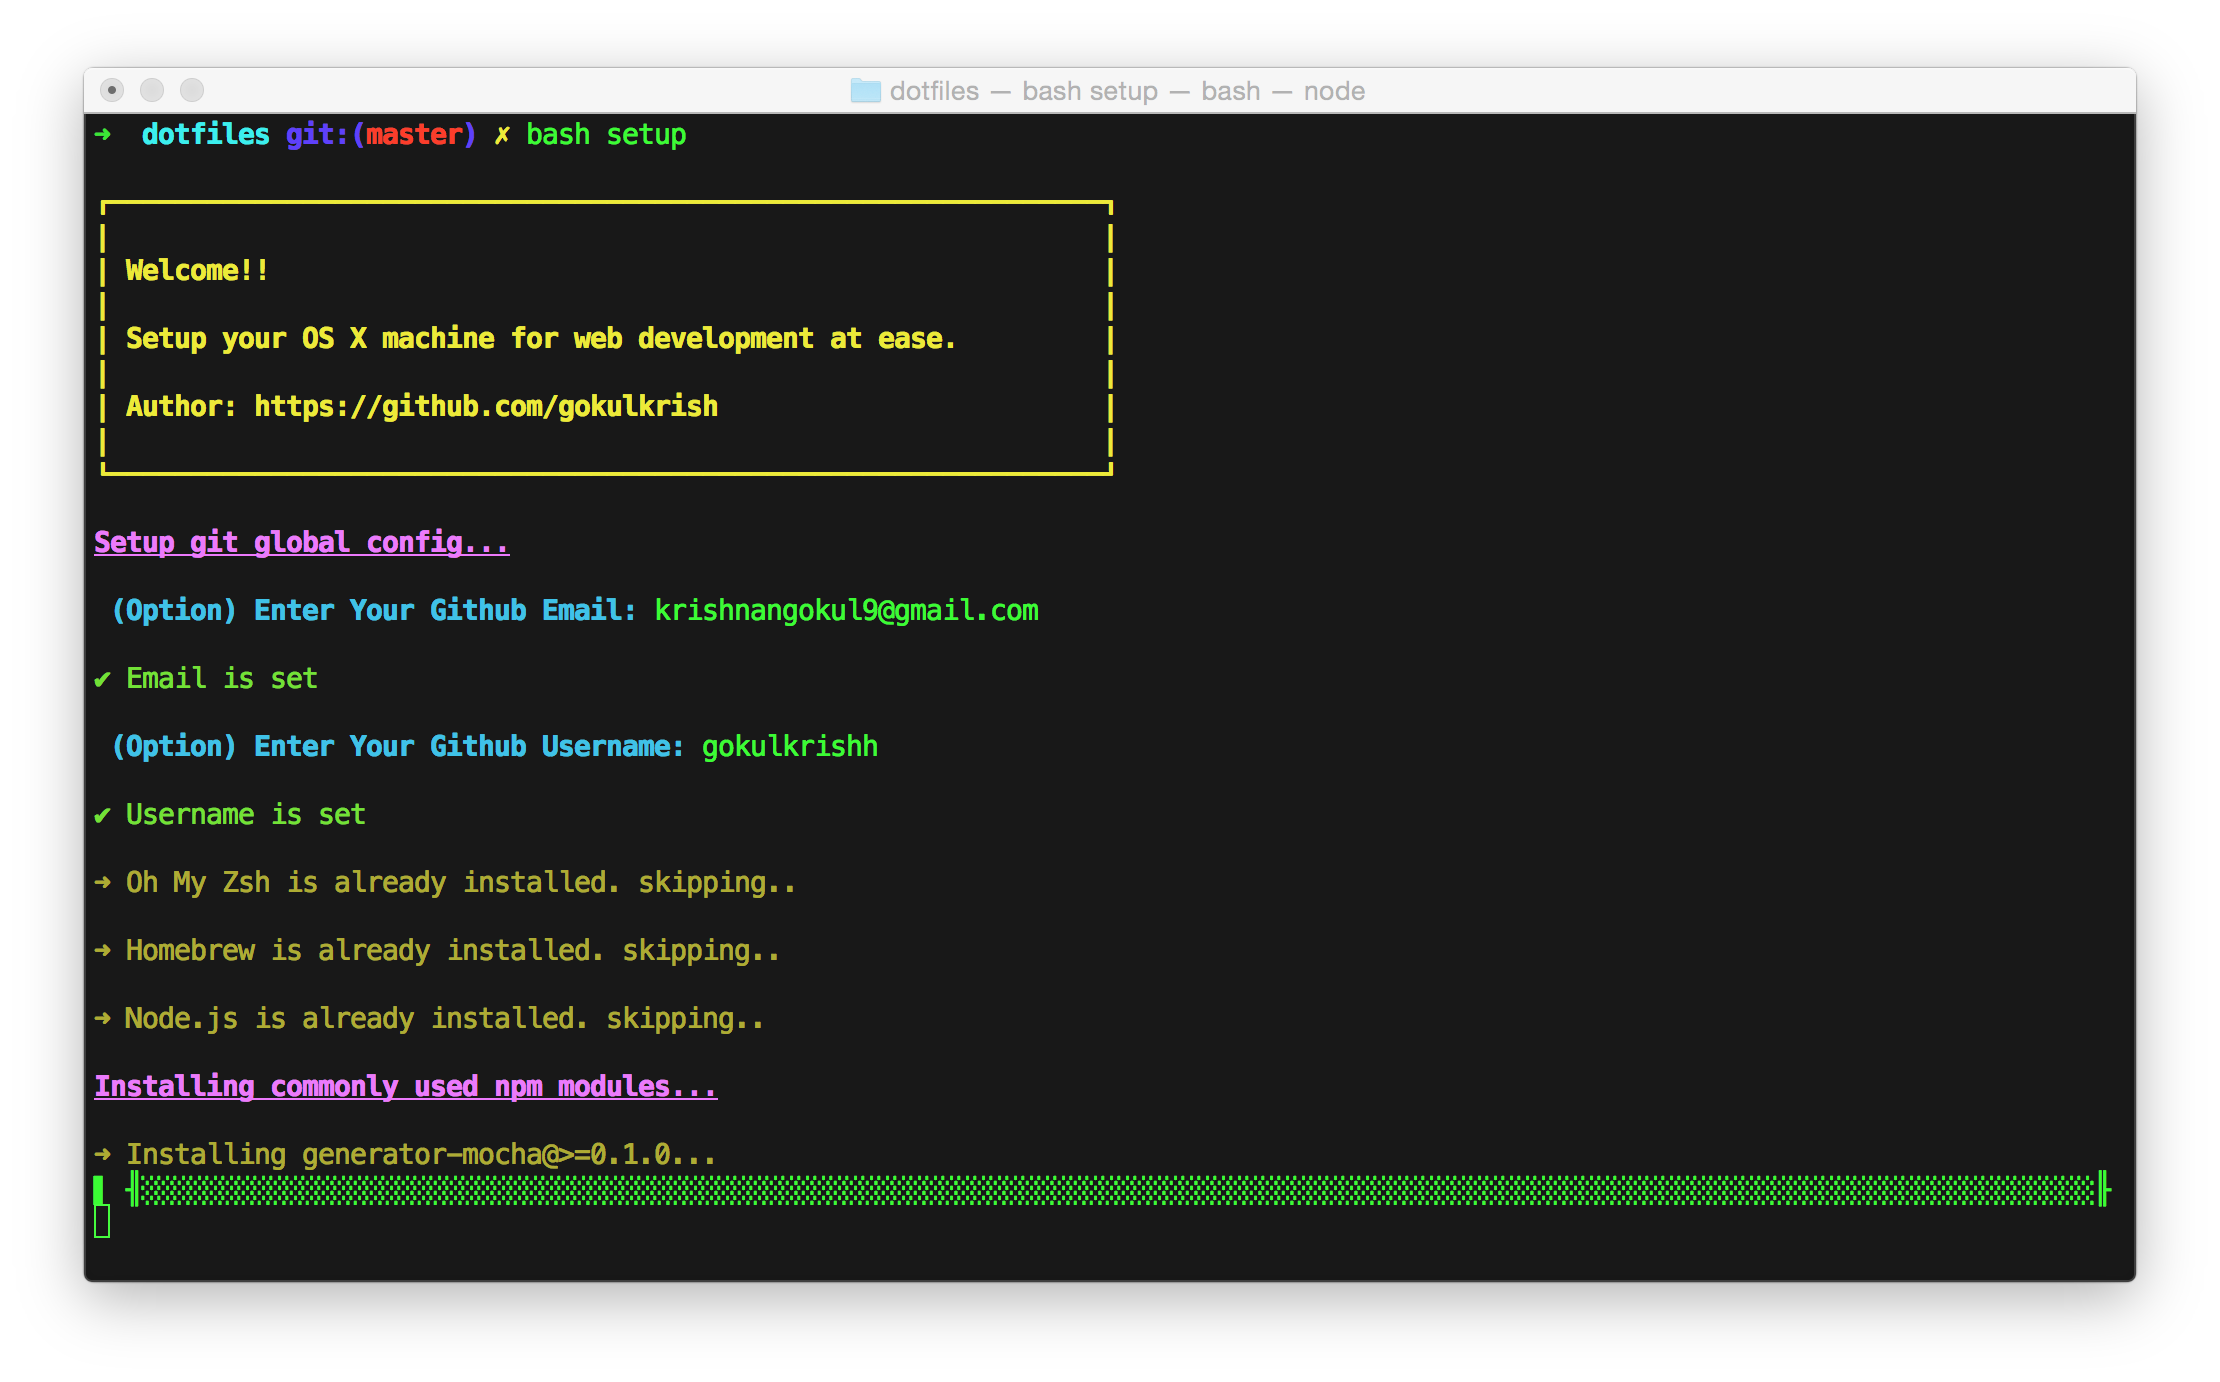 dotfiles — bash setup — bash — node
➜  dotfiles git:(master) ✗ bash setup
Welcome!!
Setup your OS X machine for web development at ease.
Author: https://github.com/gokulkrish
Setup git global config...
(Option) Enter Your Github Email: krishnangokul9@gmail.com
✔ Email is set
(Option) Enter Your Github Username: gokulkrishh
✔ Username is set
➜ Oh My Zsh is already installed. skipping..
➜ Homebrew is already installed. skipping..
➜ Node.js is already installed. skipping..
Installing commonly used npm modules...
➜ Installing generator-mocha@>=0.1.0...